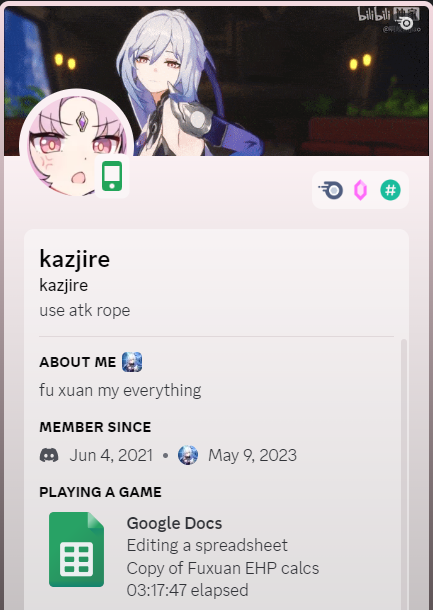 bilibili
kazjire
kazjire
use atk rope
ABOUT ME
fu xuan my everything
MEMBER SINCE
Jun 4, 2021 • May 9, 2023
PLAYING A GAME
Google Docs
Editing a spreadsheet
Copy of Fuxuan EHP calcs
03:17:47 elapsed